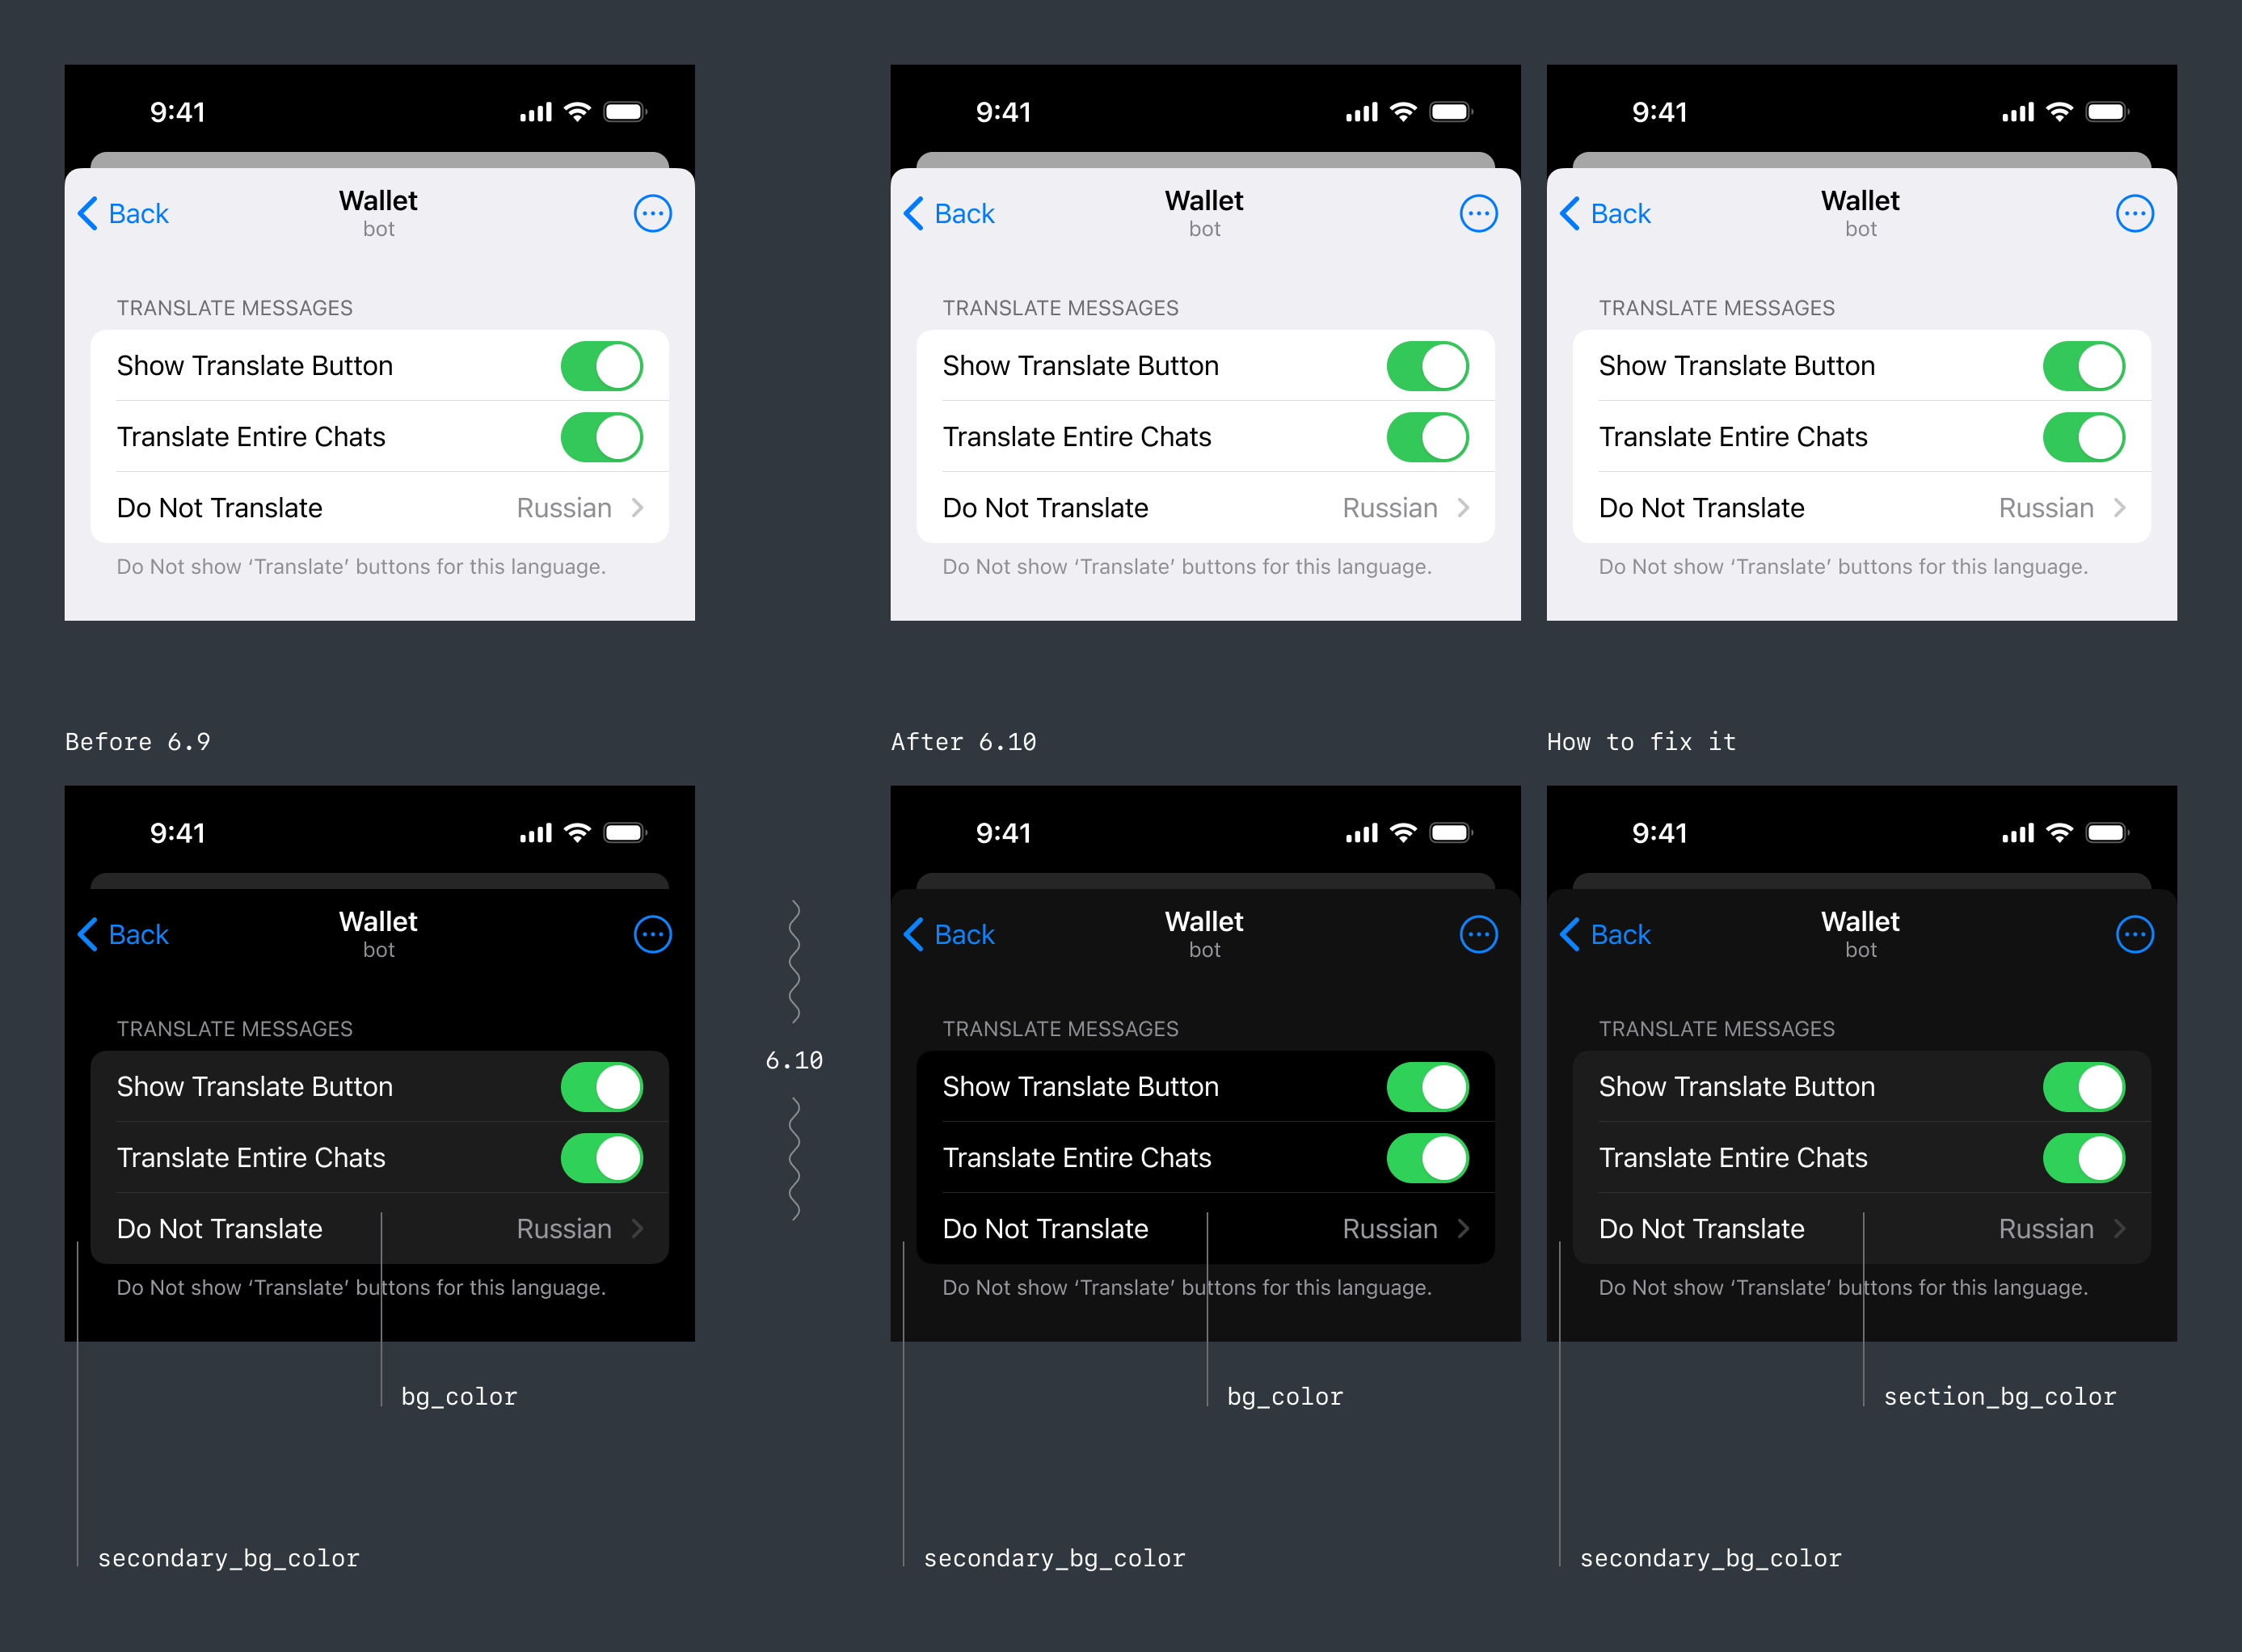 9:41
Back
Wallet
bot
TRANSLATE MESSAGES
Show Translate Button
Translate Entire Chats
Do Not Translate
Russian
Do Not show ‘Translate’ buttons for this language.
9:41
Back
Wallet
bot
TRANSLATE MESSAGES
Show Translate Button
Translate Entire Chats
Do Not Translate
Russian
Do Not show ‘Translate’ buttons for this language.
9:41
Back
Wallet
bot
TRANSLATE MESSAGES
Show Translate Button
Translate Entire Chats
Do Not Translate
Russian
Do Not show ‘Translate’ buttons for this language.
Before 6.9
9:41
Back
Wallet
bot
TRANSLATE MESSAGES
Show Translate Button
Translate Entire Chats
Do Not Translate
Russian
Do Not show ‘Translate’ buttons for this language.
bg_color
secondary_bg_color
6.10
After 6.10
9:41
Back
Wallet
bot
TRANSLATE MESSAGES
Show Translate Button
Translate Entire Chats
Do Not Translate
Russian
Do Not show ‘Translate’ buttons for this language.
bg_color
secondary_bg_color
How to fix it
9:41
Back
Wallet
bot
TRANSLATE MESSAGES
Show Translate Button
Translate Entire Chats
Do Not Translate
Russian
Do Not show ‘Translate’ buttons for this language.
section_bg_color
secondary_bg_color